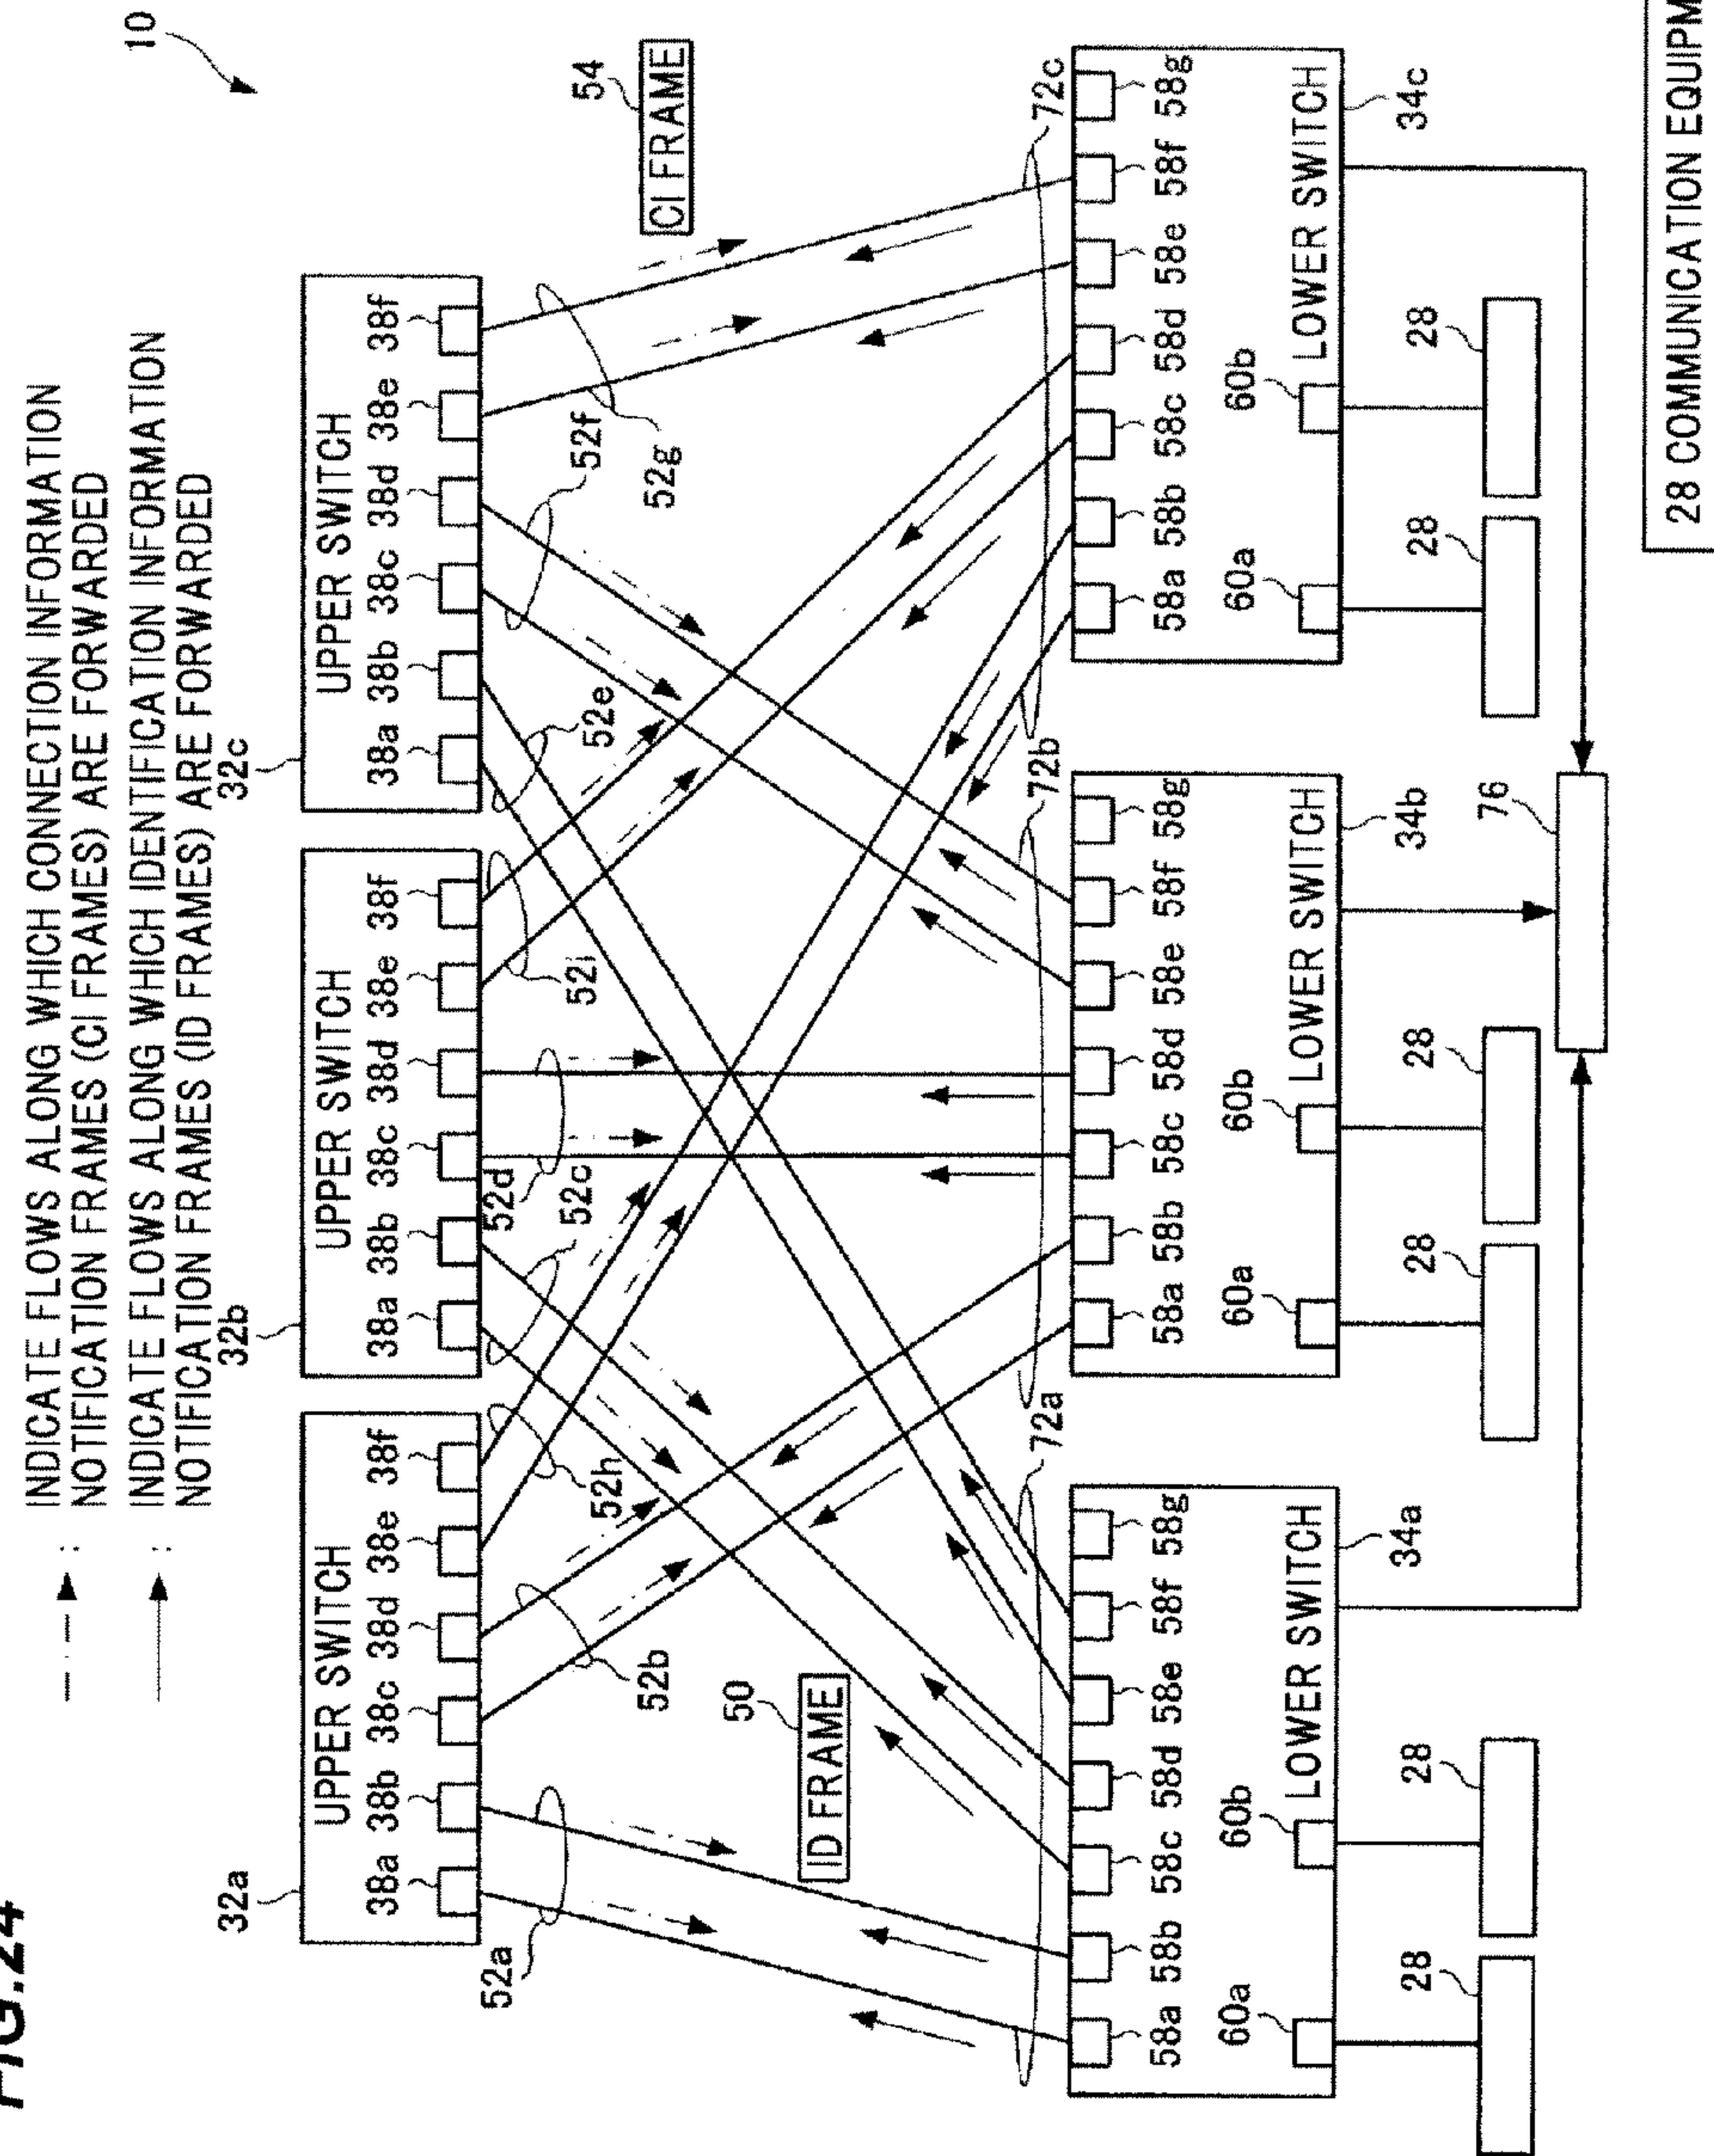 FIG.24
INDICATE FLOWS ALONG WHICH CONNECTION INFORMATION
NOTIFICATION FRAMES (CI FRAMES) ARE FORWARDED
INDICATE FLOWS ALONG WHICH IDENTIFICATION INFORMATION
NOTIFICATION FRAMES (ID FRAMES) ARE FORWARDED
10
32a
32b
32c
UPPER SWITCH
38a 38b 38c 38d 38e 38f
UPPER SWITCH
38a 38b 38c 38d 38e 38f
UPPER SWITCH
38a 38b 38c 38d 38e 38f
52a
52b
52h
52c
52d
52i
52e
52f
52g
54
CI FRAME
50
ID FRAME
72a
72b
72c
58a 58b 58c 58d 58e 58f 58g
60a
60b
LOWER SWITCH
34a
58a 58b 58c 58d 58e 58f 58g
60a
60b
LOWER SWITCH
34b
58a 58b 58c 58d 58e 58f 58g
60a
60b
LOWER SWITCH
34c
28
28
28
28
28
28
76
28 COMMUNICATION EQUIPM